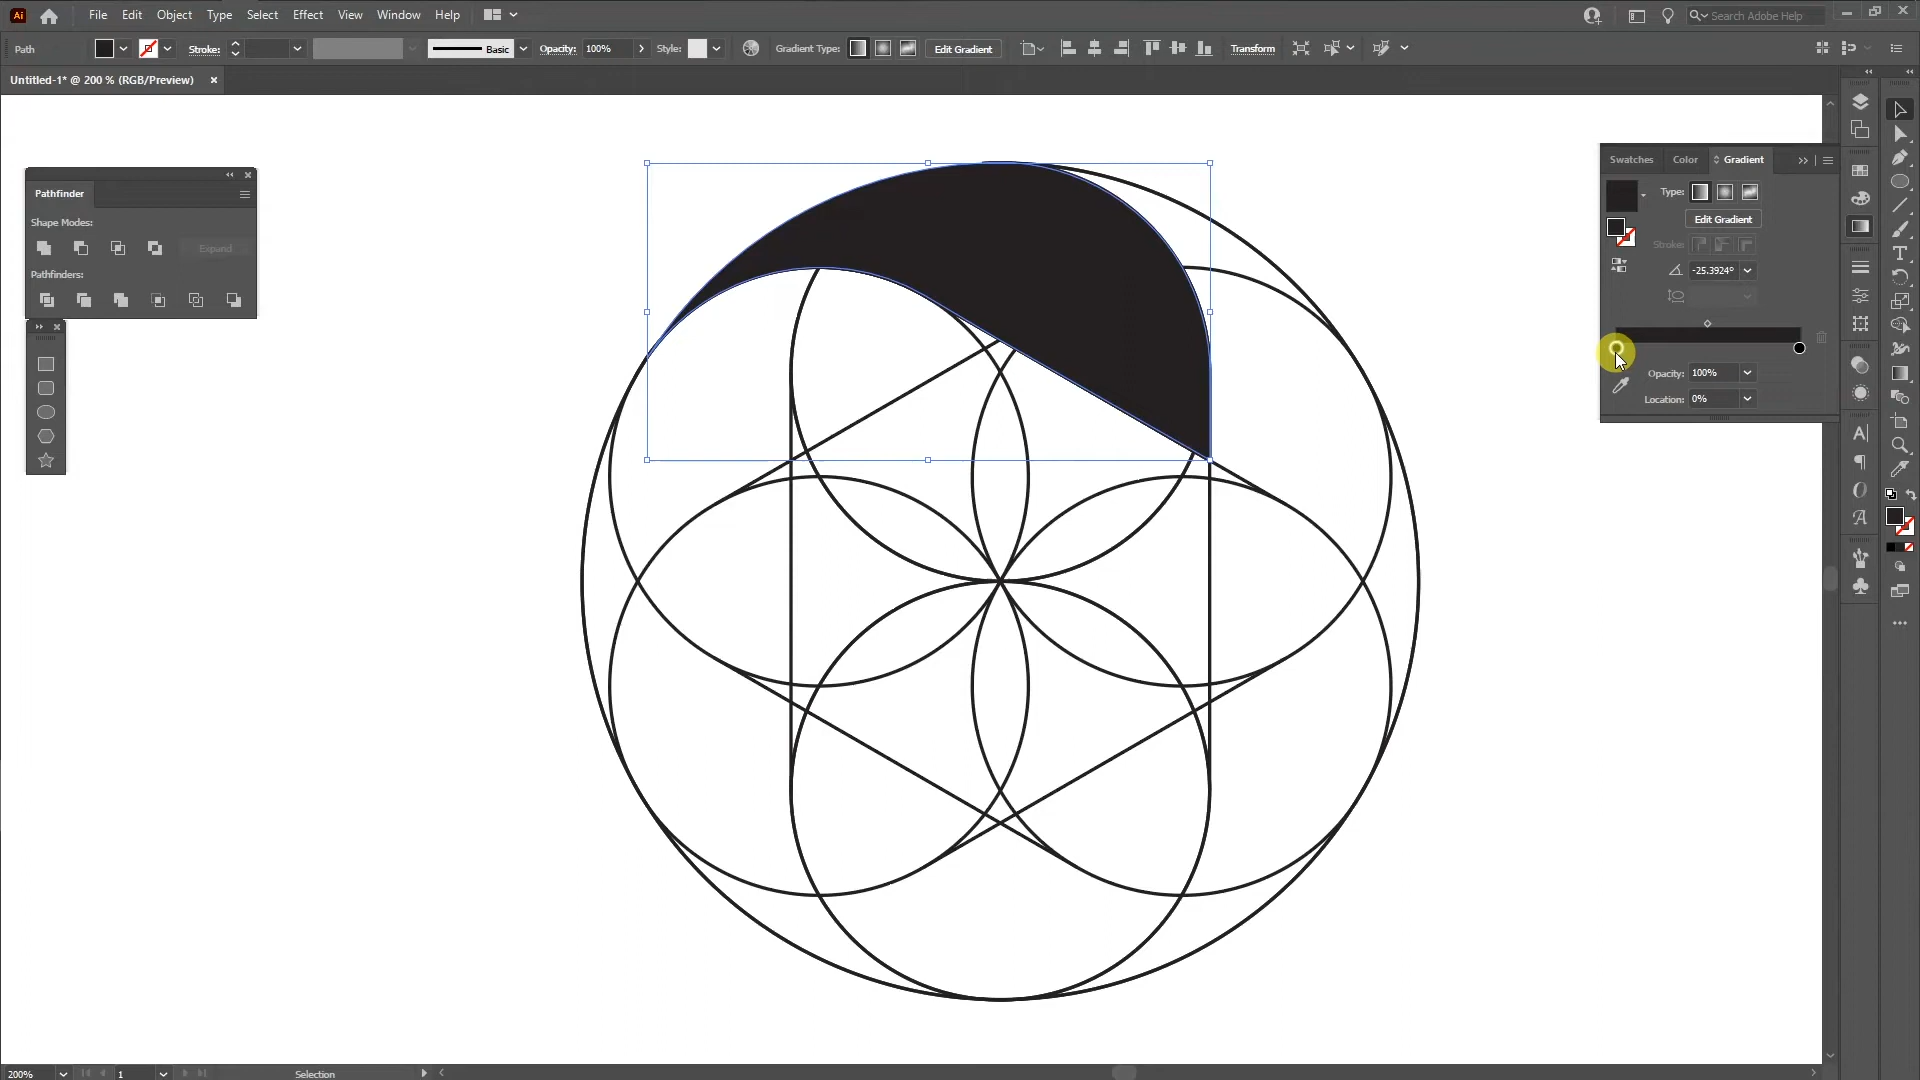 Ai File Edit Object Type Select Effect View Window Help Search Adobe Help
Path Stroke: Basic Opacity: 100% Style: Gradient Type: Edit Gradient Transform
Untitled-1* @ 200 % (RGB/Preview) ×
Pathfinder
Shape Modes:
Expand
Pathfinders:
Swatches Color Gradient
Type:
Edit Gradient
Stroke:
-25.3924°
Opacity: 100%
Location: 0%
200% 1 Selection